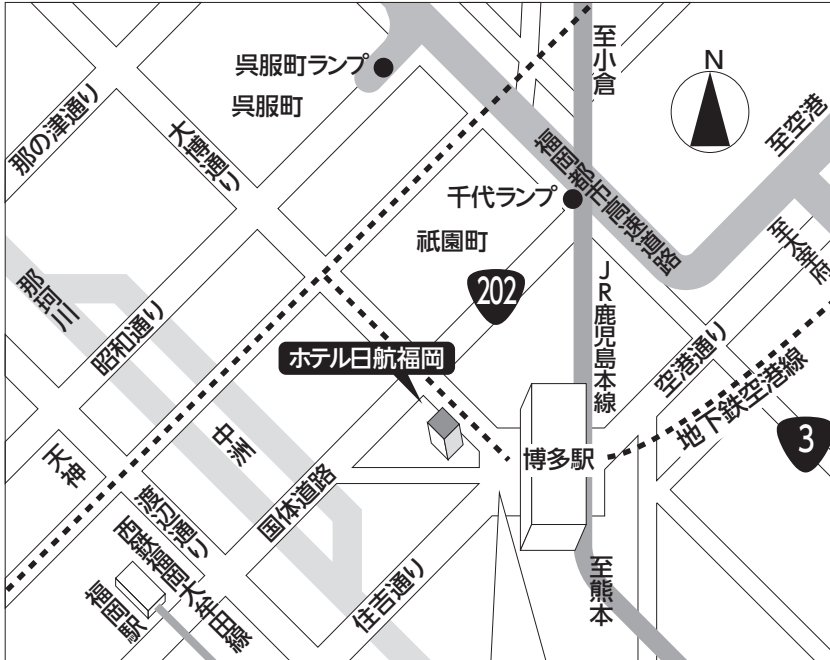 至小倉
N
呉服町ランプ
呉服町
那の津通り
大博通り
至空港
福岡都市高速道路
千代ランプ
祇園町
至太宰府
202
那珂川
昭和通り
JR鹿児島本線
ホテル日航福岡
空港通り
地下鉄空港線
3
中洲
天神
博多駅
国体道路
渡辺通り
西鉄福岡大牟田線
福岡駅
住吉通り
至熊本